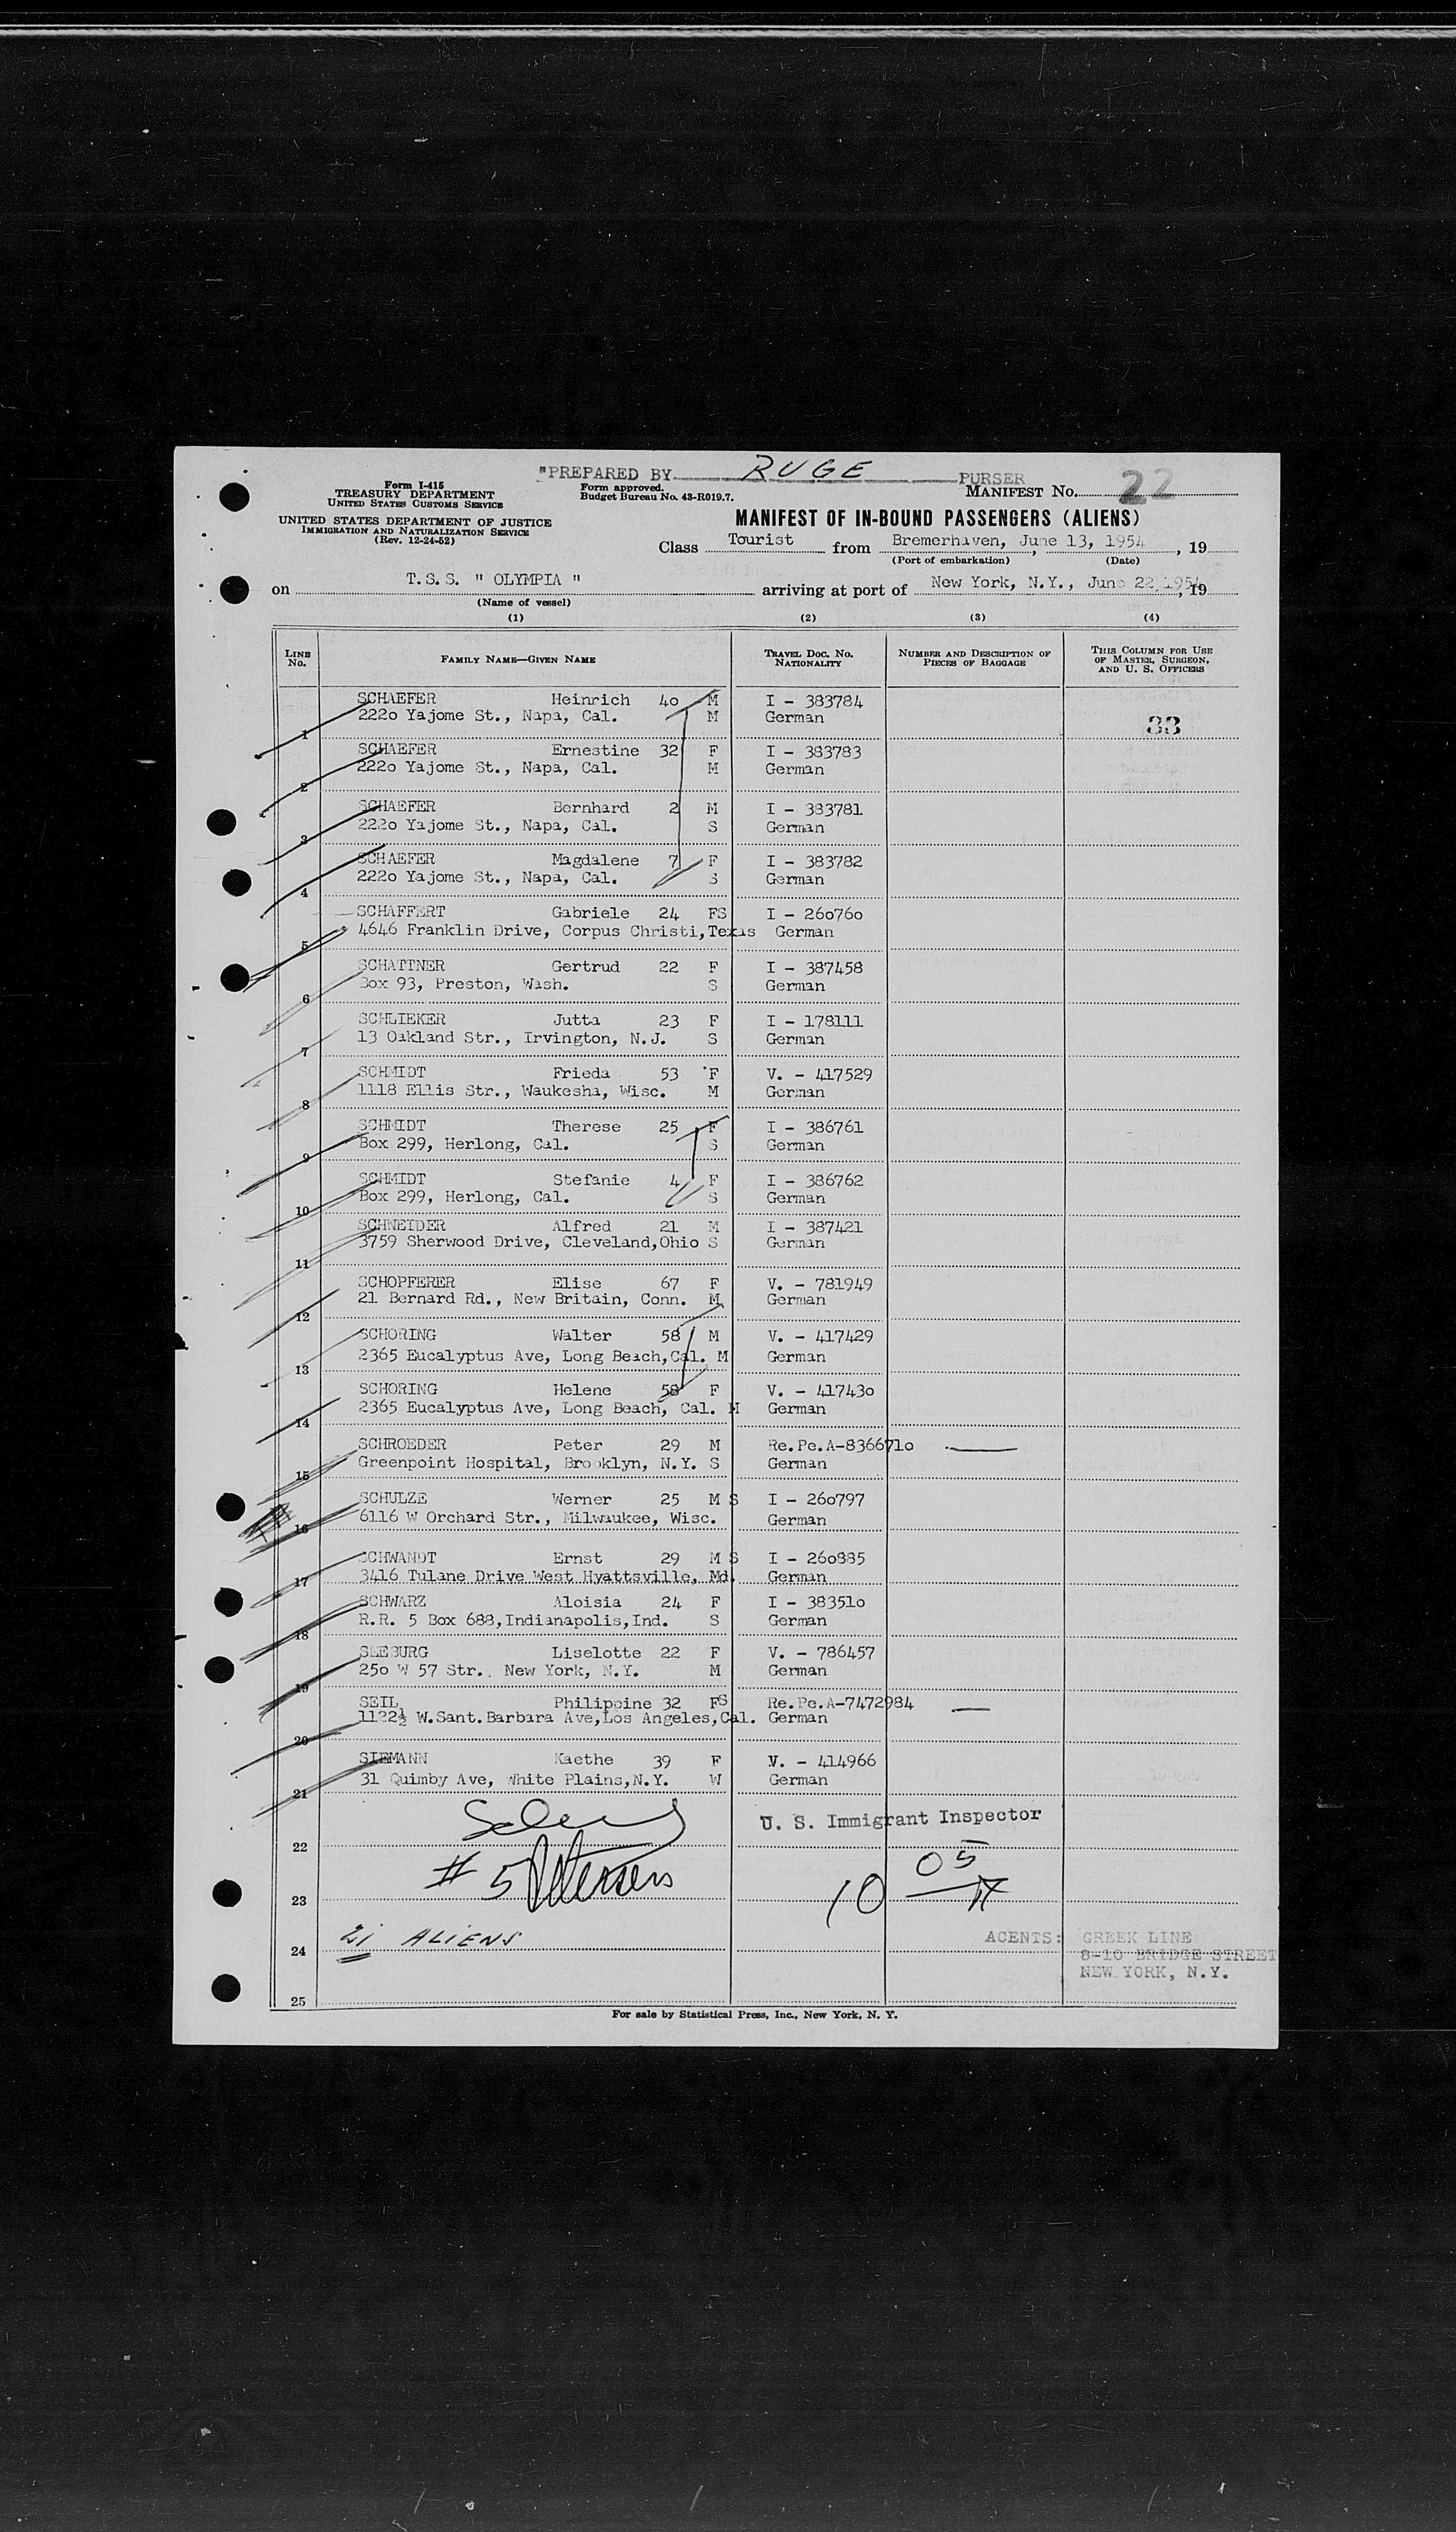 "PREPARED BY RUGE PURSER
Form I-415
TREASURY DEPARTMENT
UNITED STATES CUSTOMS SERVICE
Form approved.
Budget Bureau No. 43-R019.7.
MANIFEST No. 22
UNITED STATES DEPARTMENT OF JUSTICE
IMMIGRATION AND NATURALIZATION SERVICE
(Rev. 12-24-52)
MANIFEST OF IN-BOUND PASSENGERS (ALIENS)
Class Tourist from Bremerhaven, June 13, 1954, 19
(Port of embarkation) (Date)
on T.S.S. " OLYMPIA " arriving at port of New York, N.Y., June 22, 1954, 19
(Name of vessel)
(1) (2) (3) (4)
LINE No. FAMILY NAME—GIVEN NAME TRAVEL DOC. No. NATIONALITY NUMBER AND DESCRIPTION OF PIECES OF BAGGAGE THIS COLUMN FOR USE OF MASTER, SURGEON, AND U. S. OFFICERS
SCHAEFER Heinrich 4o M I - 383784
1 222o Yajome St., Napa, Cal. M German 33
SCHAEFER Ernestine 32 F I - 383783
2 222o Yajome St., Napa, Cal. M German
SCHAEFER Bernhard 2 M I - 383781
3 222o Yajome St., Napa, Cal. S German
SCHAEFER Magdalene 7 F I - 383782
4 222o Yajome St., Napa, Cal. S German
SCHAFFERT Gabriele 24 FS I - 26o76o
5 4646 Franklin Drive, Corpus Christi, Texas German
SCHATTNER Gertrud 22 F I - 387458
6 Box 93, Preston, Wash. S German
SCHLIEKER Jutta 23 F I - 178111
7 13 Oakland Str., Irvington, N.J. S German
SCHMIDT Frieda 53 F V. - 417529
8 1118 Ellis Str., Waukesha, Wisc. M German
SCHMIDT Therese 25 F I - 386761
9 Box 299, Herlong, Cal. S German
SCHMIDT Stefanie 4 F I - 386762
10 Box 299, Herlong, Cal. S German
SCHNEIDER Alfred 21 M I - 387421
11 3759 Sherwood Drive, Cleveland,Ohio S German
SCHOPFERER Elise 67 F V. - 781949
12 21 Bernard Rd., New Britain, Conn. M German
SCHORING Walter 58 M V. - 417429
13 2365 Eucalyptus Ave, Long Beach,Cal. M German
SCHORING Helene 58 F V. - 41743o
14 2365 Eucalyptus Ave, Long Beach, Cal. M German
SCHROEDER Peter 29 M Re.Pe.A-836671o
15 Greenpoint Hospital, Brooklyn, N.Y. S German
SCHULZE Werner 25 M S I - 26o797
16 6116 W Orchard Str., Milwaukee, Wisc. German
SCHWANDT Ernst 29 M S I - 26o885
17 3416 Tulane Drive West Hyattsville, Md. German
SCHWARZ Aloisia 24 F I - 38351o
18 R.R. 5 Box 688,Indianapolis,Ind. S German
SEEBURG Liselotte 22 F V. - 786457
19 25o W 57 Str., New York, N.Y. M German
SEIL Philippine 32 FS Re.Pe.A-7472984
20 1122½ W.Sant.Barbara Ave,Los Angeles,Cal. German
SIEMANN Kaethe 39 F V. - 414966
21 31 Quimby Ave, White Plains,N.Y. W German
U. S. Immigrant Inspector
22
05
23 # 5 Petersen 10
24 21 ALIENS
AGENTS: GREEK LINE
8-10 BRIDGE STREET
NEW YORK, N.Y.
25
For sale by Statistical Press, Inc., New York, N. Y.